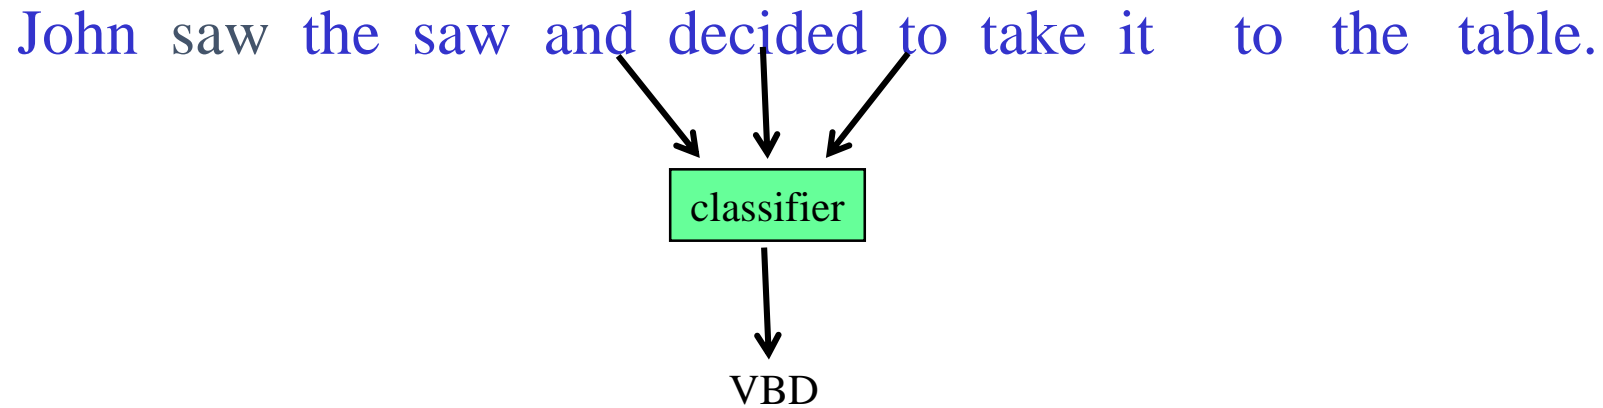 John saw the saw and decided to take it to the table.
classifier
VBD